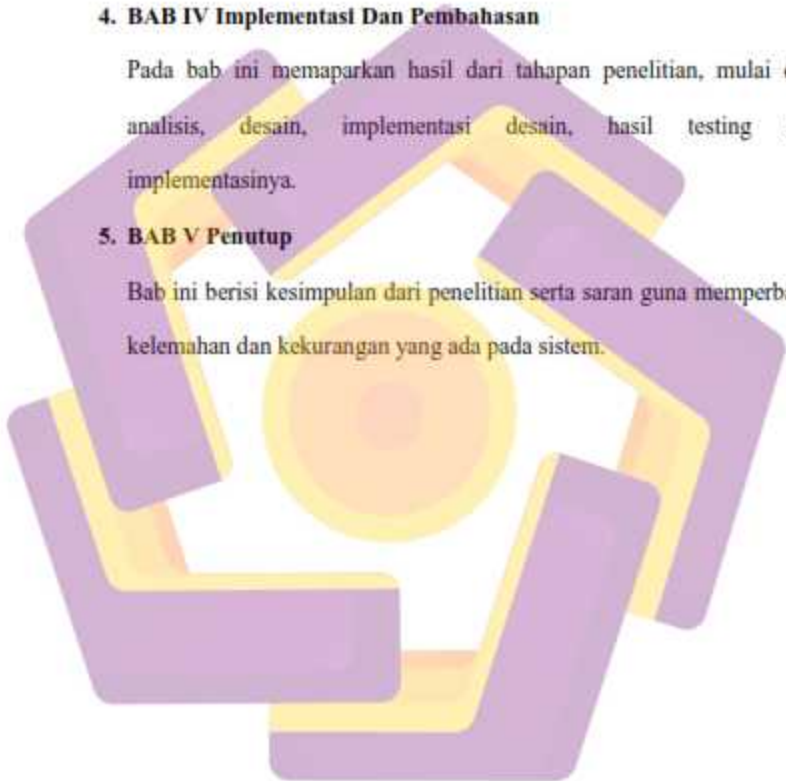 4. BAB IV Implementasi Dan Pembahasan
Pada bab ini memaparkan hasil dari tahapan penelitian, mulai
analisis, desain, implementasi desain, hasil testing
implementasinya.
5. BAB V Penutup
Bab ini berisi kesimpulan dari penelitian serta saran guna
kelemahan dan kekurangan yang ada pada sistem.